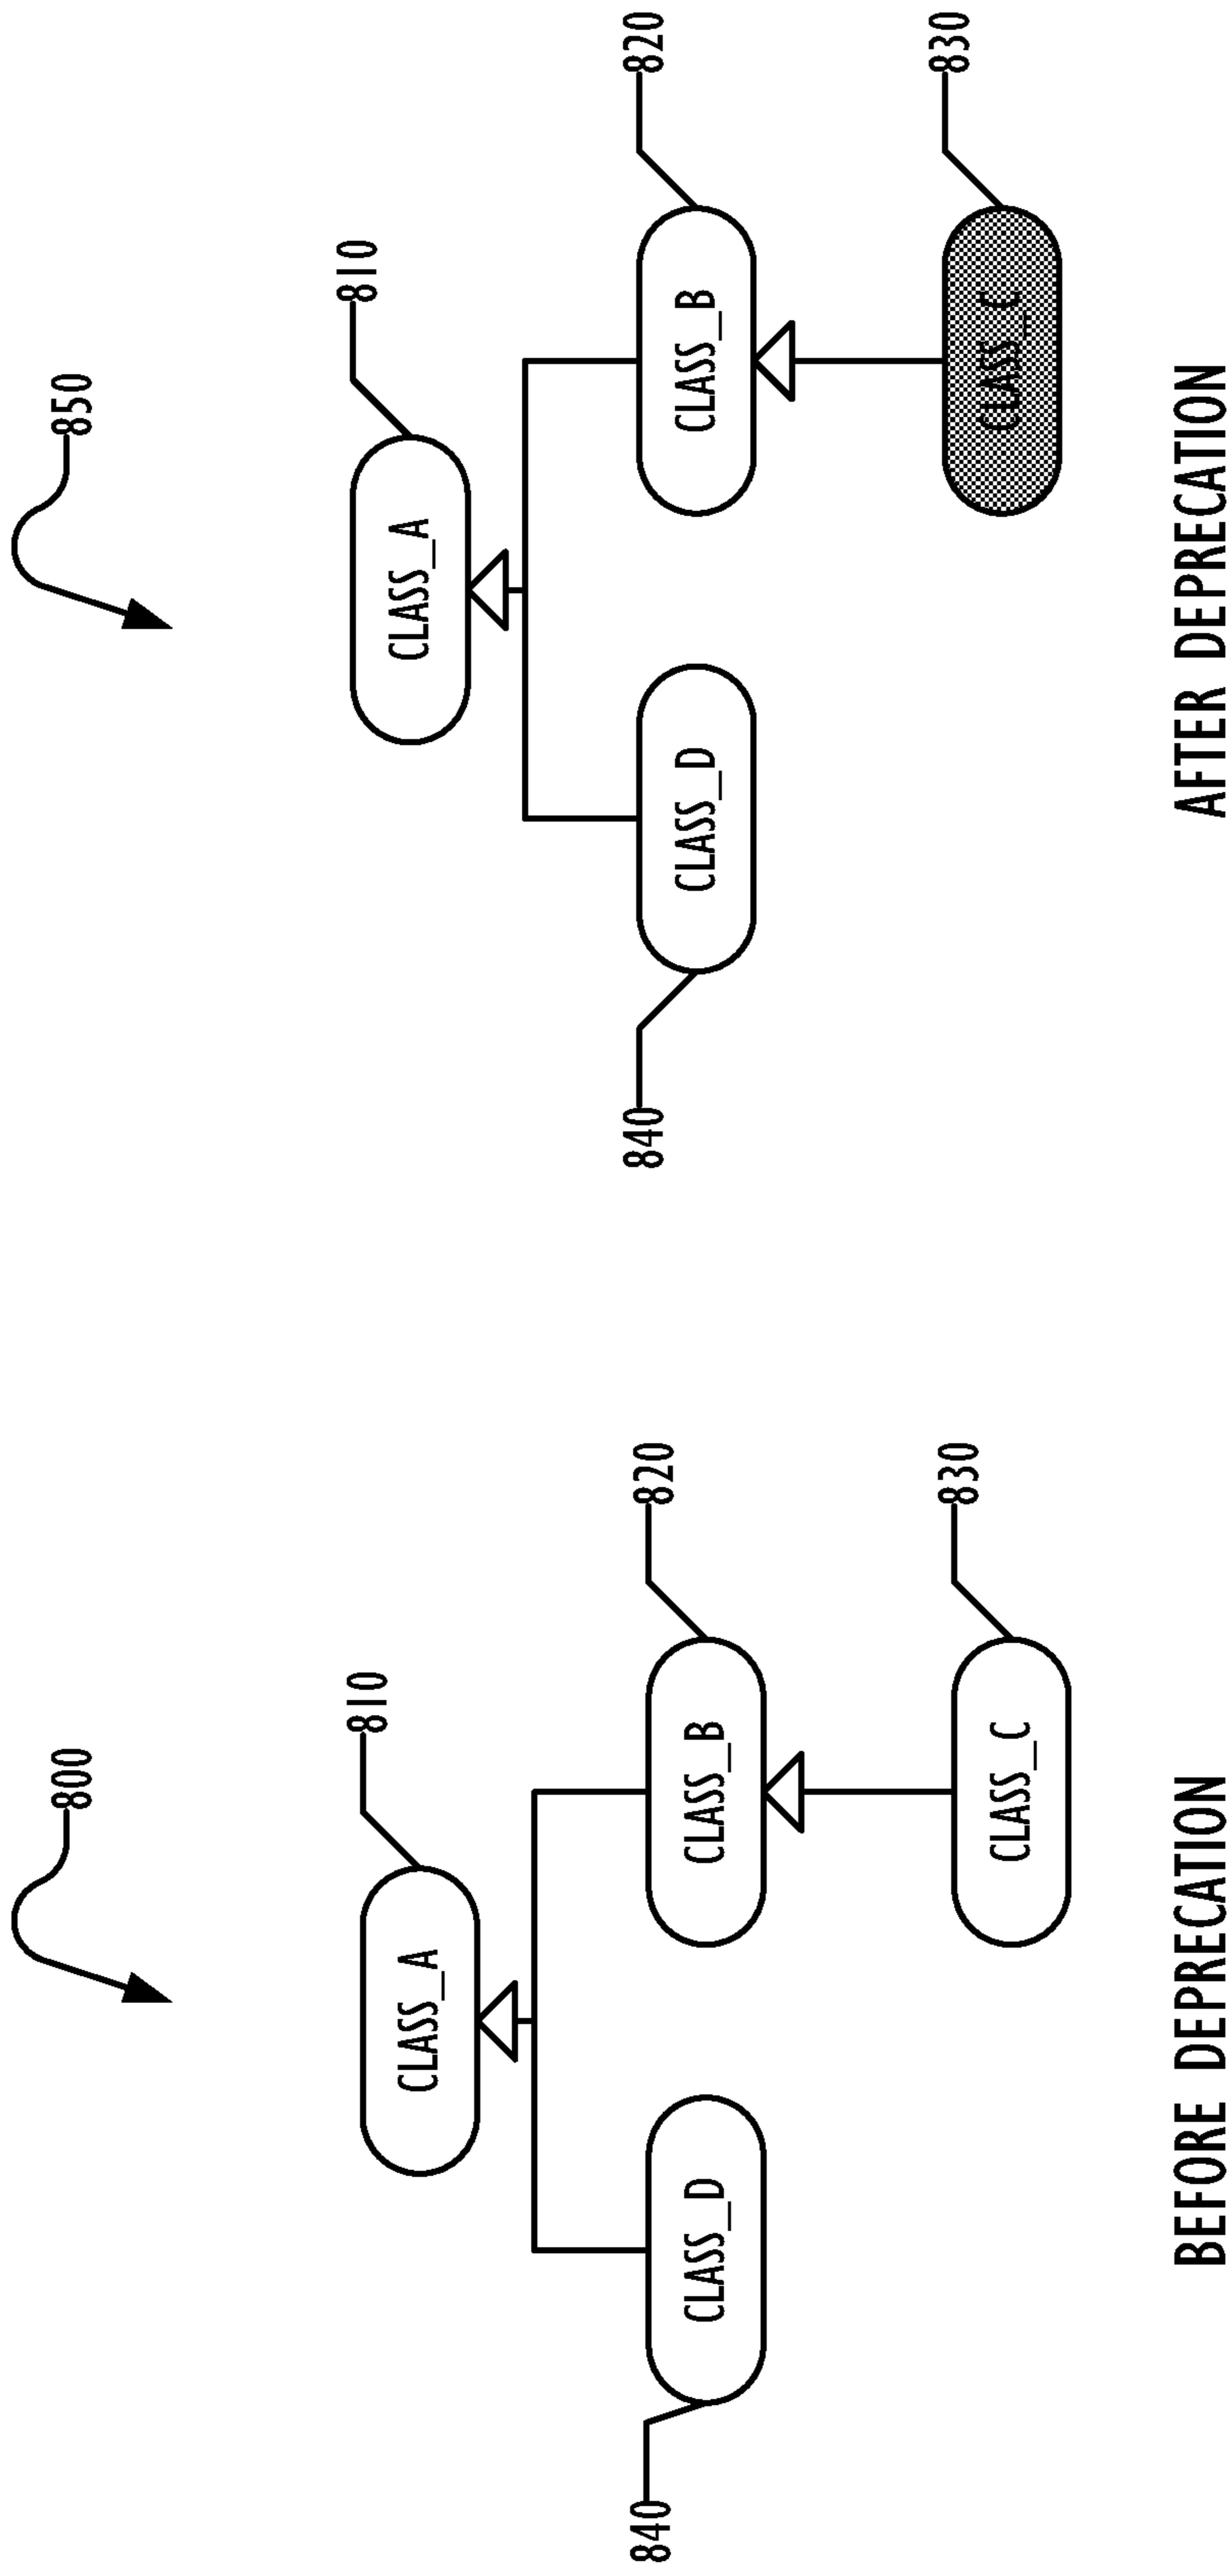 800
810
CLASS_A
840
CLASS_D
CLASS_B
820
CLASS_C
830
BEFORE DEPRECATION
850
810
CLASS_A
840
CLASS_D
CLASS_B
820
CLASS_C
830
AFTER DEPRECATION